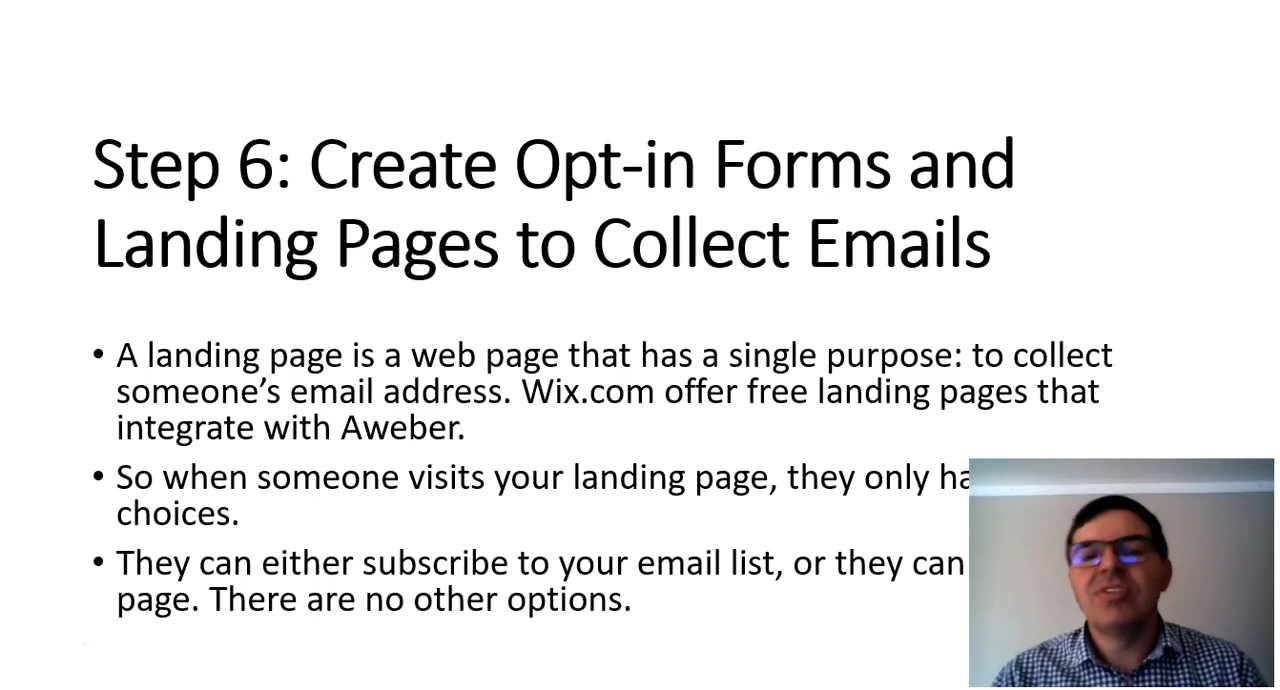 Step 6: Create Opt-in Forms and
Landing Pages to Collect Emails
• A landing page is a web page that has a single purpose: to collect
someone’s email address. Wix.com offer free landing pages that
integrate with Aweber.
• So when someone visits your landing page, they only ha
choices.
• They can either subscribe to your email list, or they can
page. There are no other options.